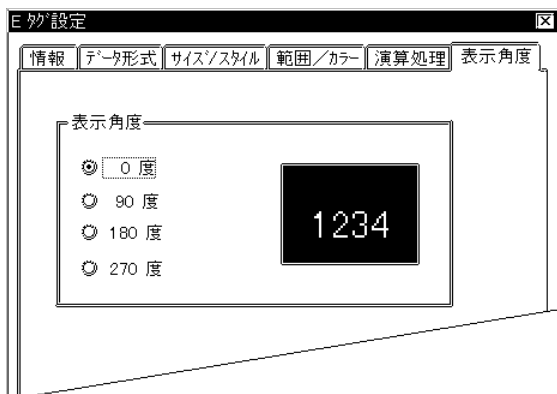 E ﾀｸﾞ設定
情報 ﾃﾞｰﾀ形式 ｻｲｽﾞ/ｽﾀｲﾙ 範囲／ｶﾗｰ 演算処理 表示角度
表示角度
0 度
90 度
180 度
270 度
1234